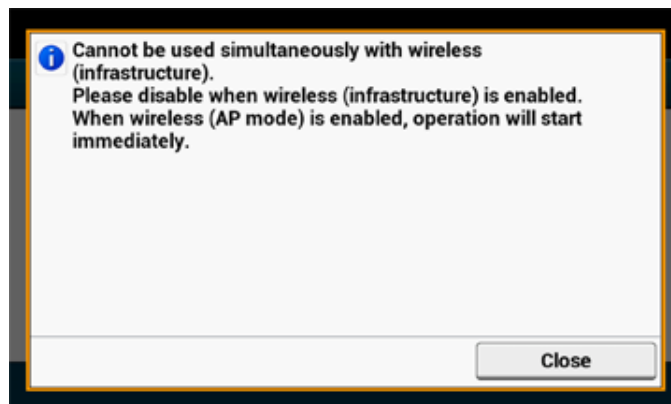 Cannot be used simultaneously with wireless
(infrastructure).
Please disable when wireless (infrastructure) is enabled.
When wireless (AP mode) is enabled, operation will start
immediately.
Close